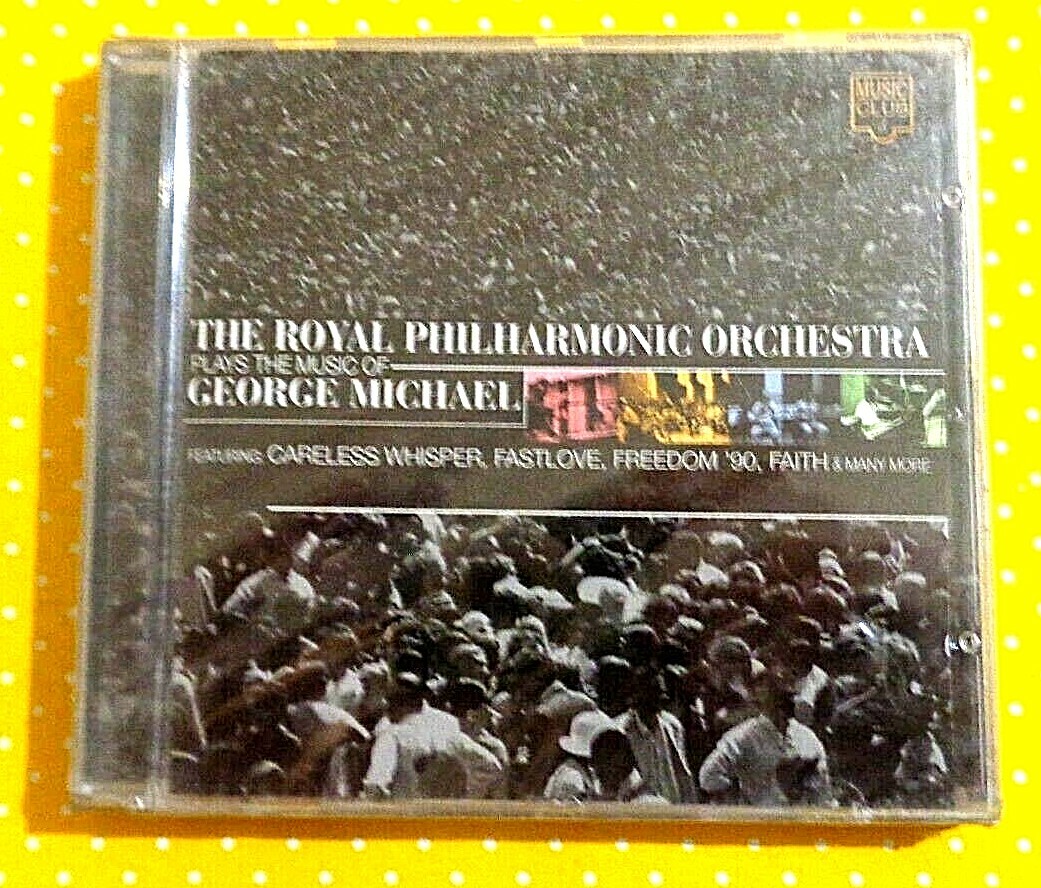 MUSIC
CLUB
THE ROYAL PHILHARMONIC ORCHESTRA
PLAYS THE MUSIC OF
GEORGE MICHAEL
FEATURING: CARELESS WHISPER, FASTLOVE, FREEDOM '90, FAITH & MANY MORE